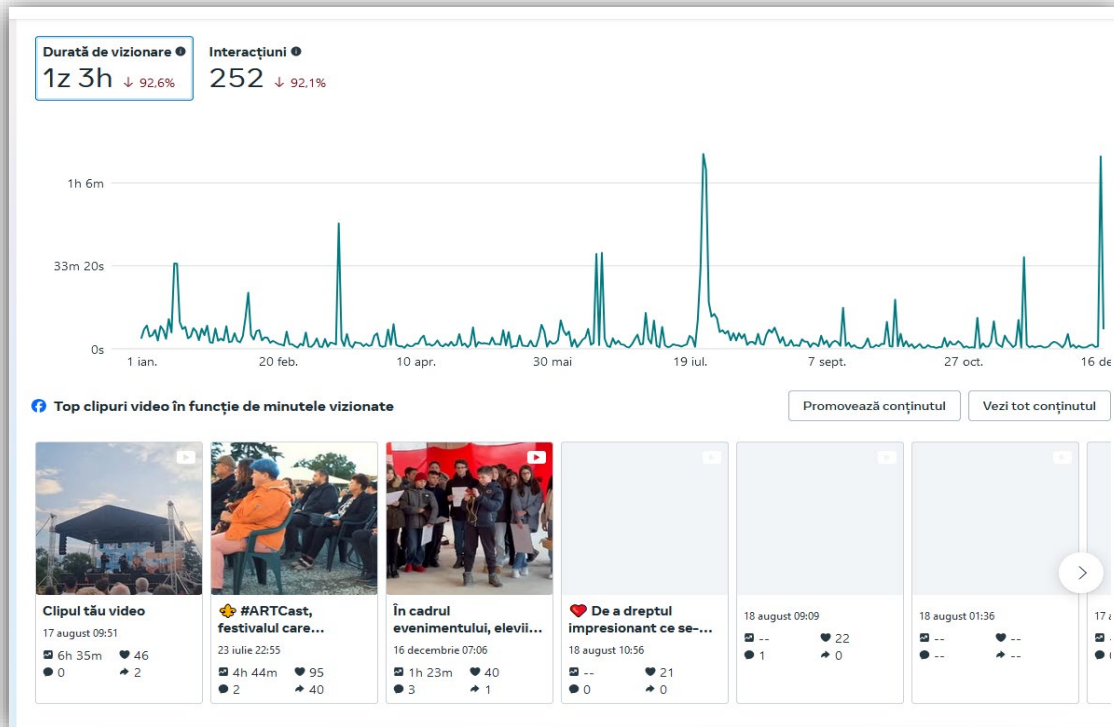 Durată de vizionare
1z 3h ↓ 92,6%
Interacțiuni
252 ↓ 92,1%
1h 6m
33m 20s
0s
1 ian.
20 feb.
10 apr.
30 mai
19 iul.
7 sept.
27 oct.
16 de
Top clipuri video în funcție de minutele vizionate
Promovează conținutul
Vezi tot conținutul
Clipul tău video
17 august 09:51
6h 35m 46
0 2
#ARTCast,
festivalul care...
23 iulie 22:55
4h 44m 95
2 40
În cadrul
evenimentului, elevii...
16 decembrie 07:06
1h 23m 40
3 1
De a dreptul
impresionant ce se-...
18 august 10:56
-- 21
0 0
18 august 09:09
-- 22
1 0
18 august 01:36
-- --
-- --
17